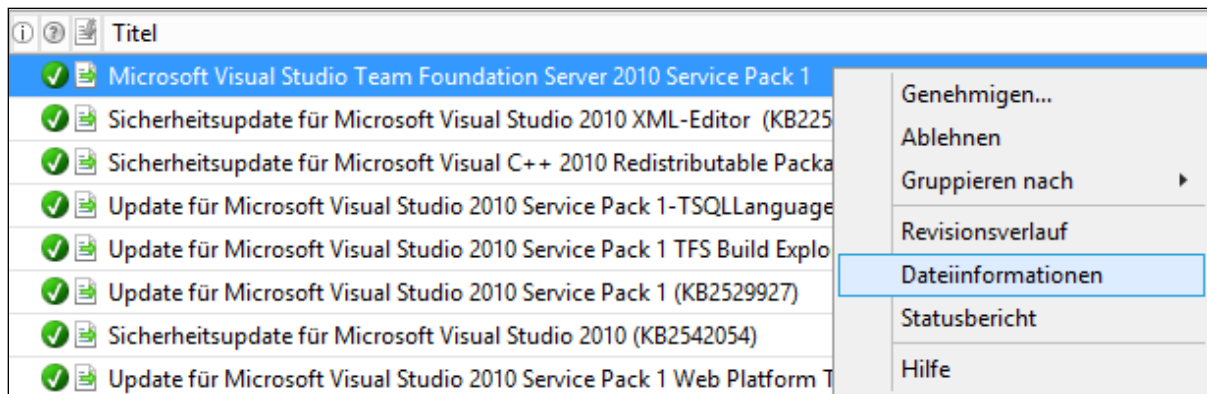 Titel
Microsoft Visual Studio Team Foundation Server 2010 Service Pack 1
Sicherheitsupdate für Microsoft Visual Studio 2010 XML-Editor (KB225
Sicherheitsupdate für Microsoft Visual C++ 2010 Redistributable Packa
Update für Microsoft Visual Studio 2010 Service Pack 1-TSQLLanguage
Update für Microsoft Visual Studio 2010 Service Pack 1 TFS Build Explo
Update für Microsoft Visual Studio 2010 Service Pack 1 (KB2529927)
Sicherheitsupdate für Microsoft Visual Studio 2010 (KB2542054)
Update für Microsoft Visual Studio 2010 Service Pack 1 Web Platform T
Genehmigen...
Ablehnen
Gruppieren nach
Revisionsverlauf
Dateiinformationen
Statusbericht
Hilfe